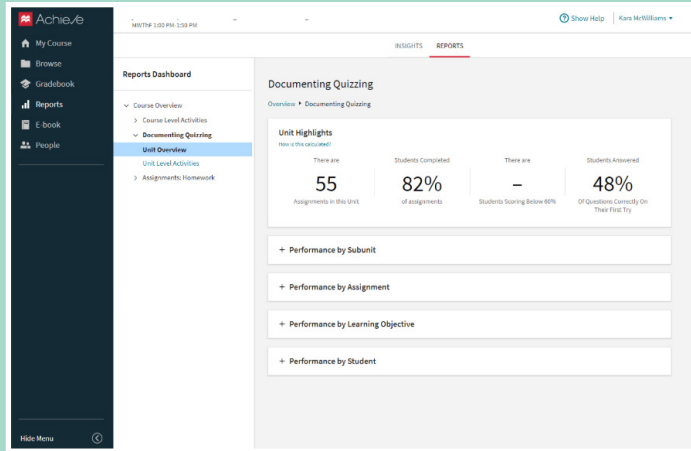 Achieve
MWThF 1:00 PM-1:50 PM
Show Help
Kara McWilliams
My Course
Browse
Gradebook
Reports
E-book
People
Hide Menu
INSIGHTS
REPORTS
Reports Dashboard
Course Overview
Course Level Activities
Documenting Quizzing
Unit Overview
Unit Level Activities
Assignments: Homework
Documenting Quizzing
Overview Documenting Quizzing
Unit Highlights
How is this calculated?
There are
55
Assignments in this Unit
Students Completed
82%
of assignments
There are
–
Students Scoring Below 60%
Students Answered
48%
Of Questions Correctly On
Their First Try
+ Performance by Subunit
+ Performance by Assignment
+ Performance by Learning Objective
+ Performance by Student